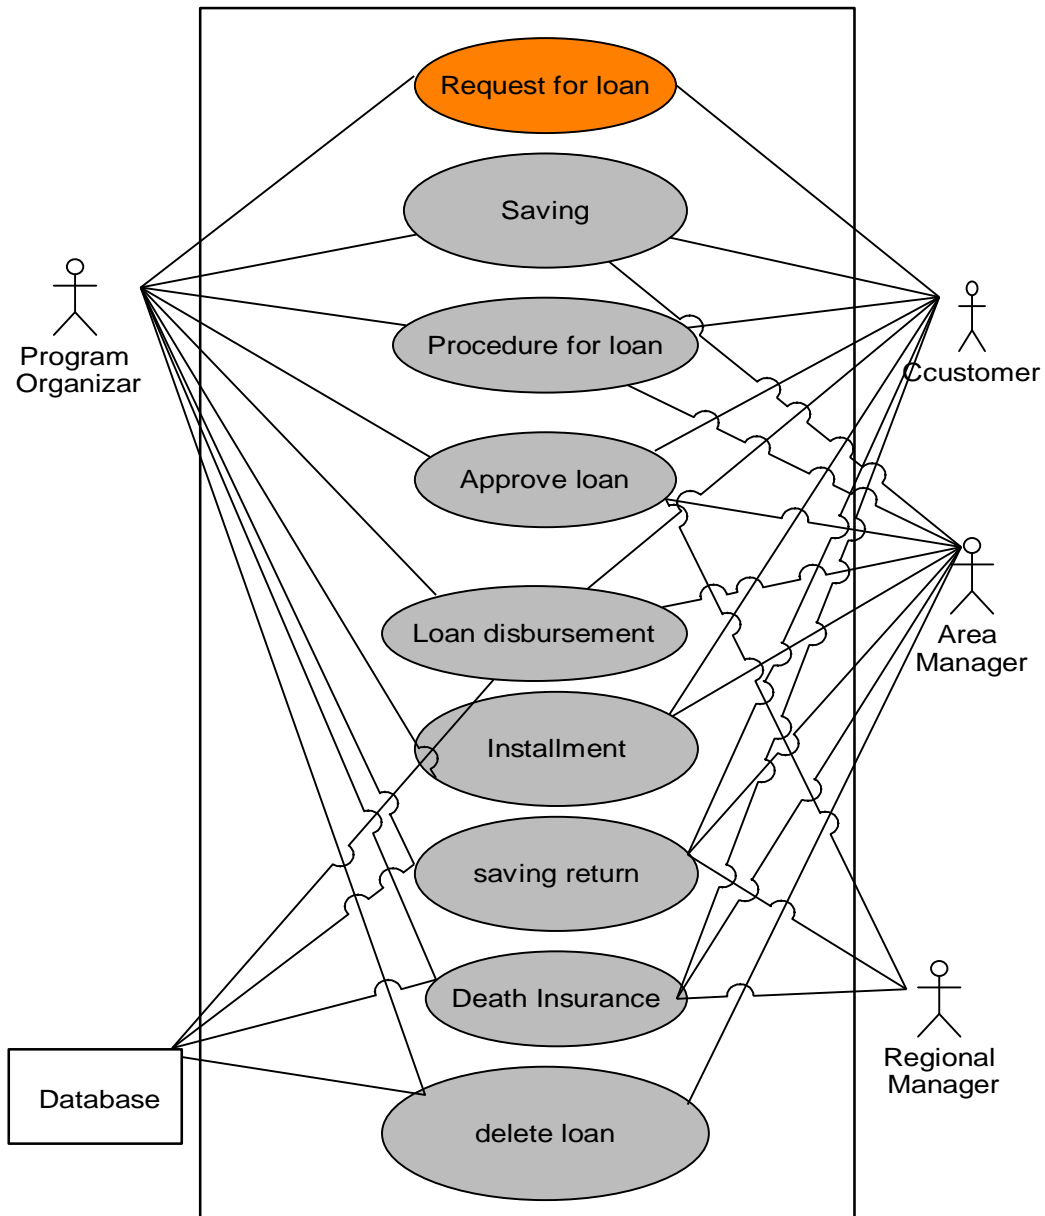 Request for loan
Saving
Program
Organizar
Procedure for loan
Ccustomer
Approve loan
Loan disbursement
Area
Manager
Installment
saving return
Death Insurance
Regional
Manager
Database
delete loan